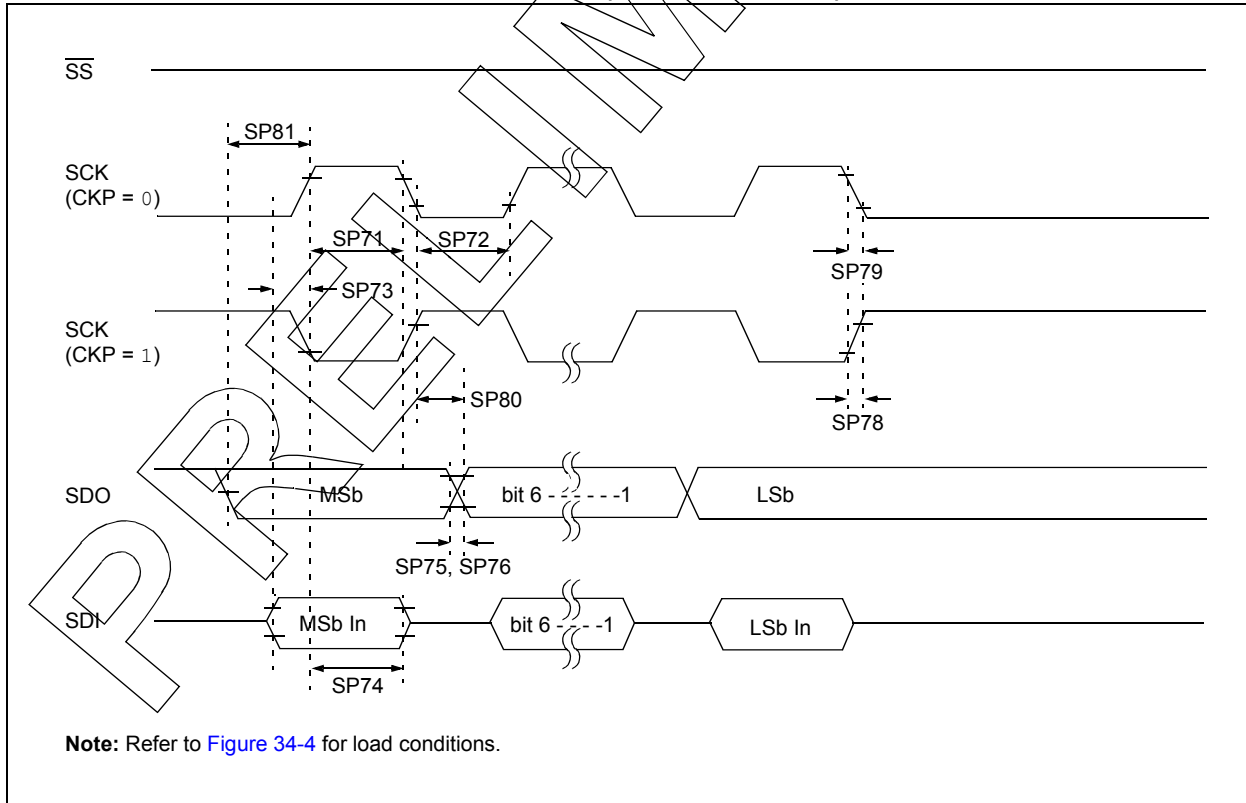 SS
SP81
SCK
(CKP = 0)
SP71
SP72
SP79
SP73
SCK
(CKP = 1)
SP80
SP78
SDO
MSb
bit 6 - - - - - - -1
LSb
SP75, SP76
SDI
MSb In
bit 6 - - - - -1
LSb In
SP74
Note: Refer to Figure 34-4 for load conditions.